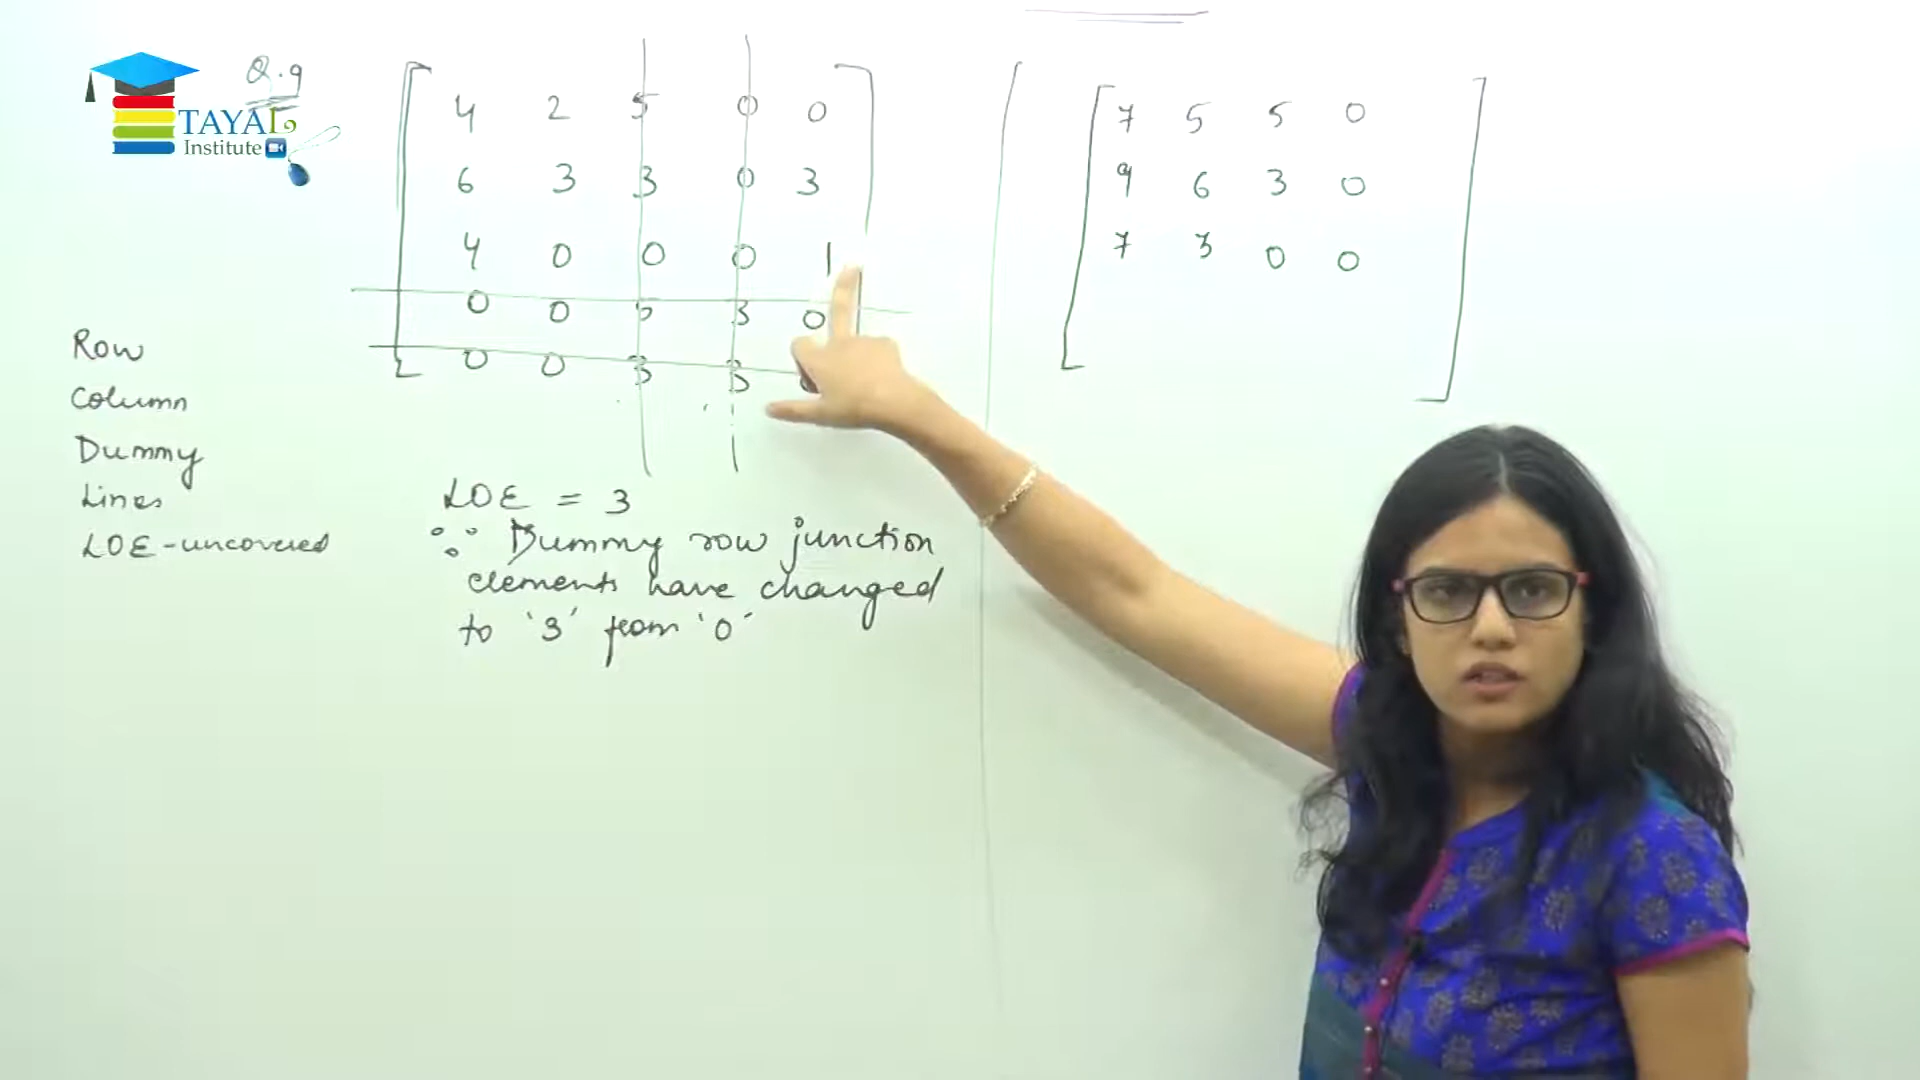 Q.9
TAYAL
Institute
4 2 5 0 0
6 3 3 0 3
4 0 0 0 1
0 0 3 3 0
0 0 3 3
7 5 5 0
9 6 3 0
7 3 0 0
Row
Column
Dummy
Lines
LOE-uncovered
LOE = 3
∵ Dummy row junction
elements have changed
to '3' from '0'